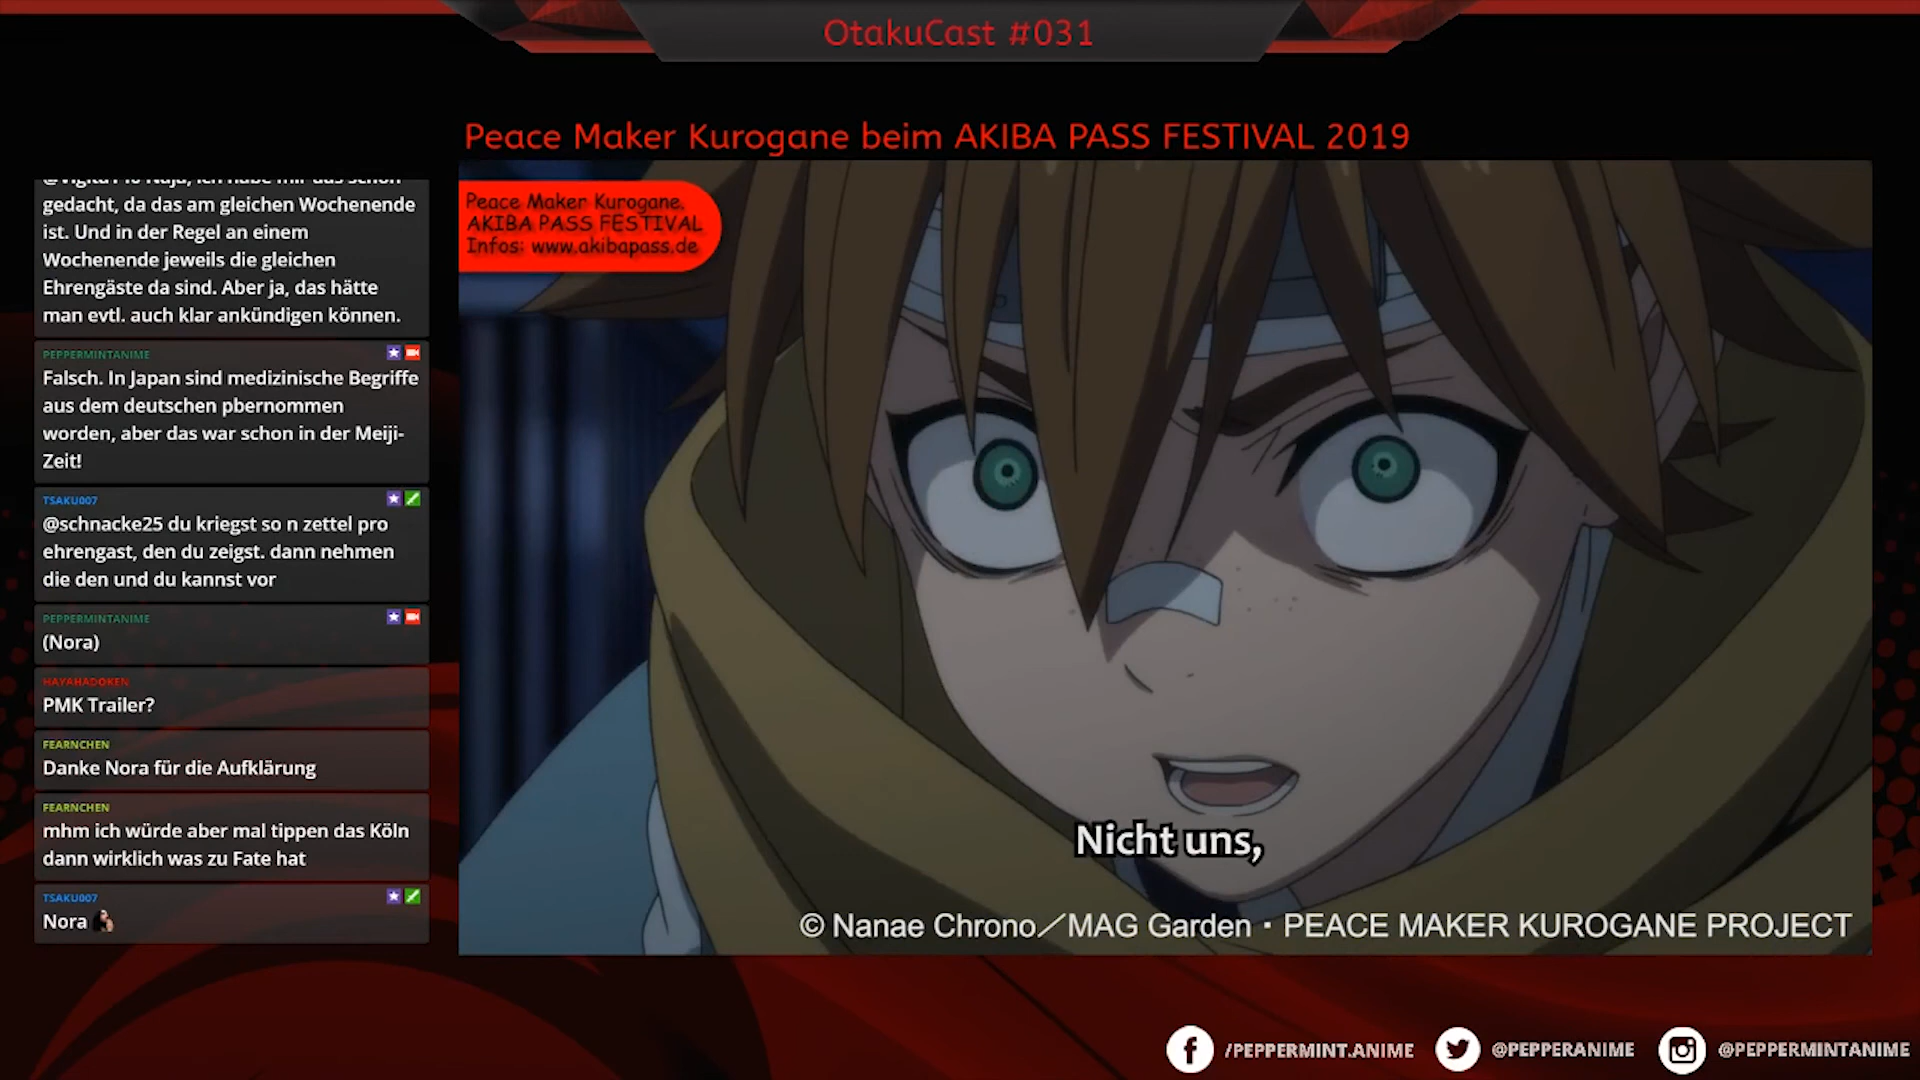 OtakuCast #031
Peace Maker Kurogane beim AKIBA PASS FESTIVAL 2019
gedacht, da das am gleichen Wochenende
ist. Und in der Regel an einem
Wochenende jeweils die gleichen
Ehrengäste da sind. Aber ja, das hätte
man evtl. auch klar ankündigen können.
PEPPERMINTANIME
Falsch. In Japan sind medizinische Begriffe
aus dem deutschen pbernommen
worden, aber das war schon in der Meiji-
Zeit!
TSAKU007
@schnacke25 du kriegst so n zettel pro
ehrengast, den du zeigst. dann nehmen
die den und du kannst vor
PEPPERMINTANIME
(Nora)
HAYAHADOKEN
PMK Trailer?
FEARNCHEN
Danke Nora für die Aufklärung
FEARNCHEN
mhm ich würde aber mal tippen das Köln
dann wirklich was zu Fate hat
TSAKU007
Nora
Peace Maker Kurogane.
AKIBA PASS FESTIVAL
Infos: www.akibapass.de
Nicht uns,
© Nanae Chrono／MAG Garden・PEACE MAKER KUROGANE PROJECT
/PEPPERMINT.ANIME
@PEPPERANIME
@PEPPERMINTANIME